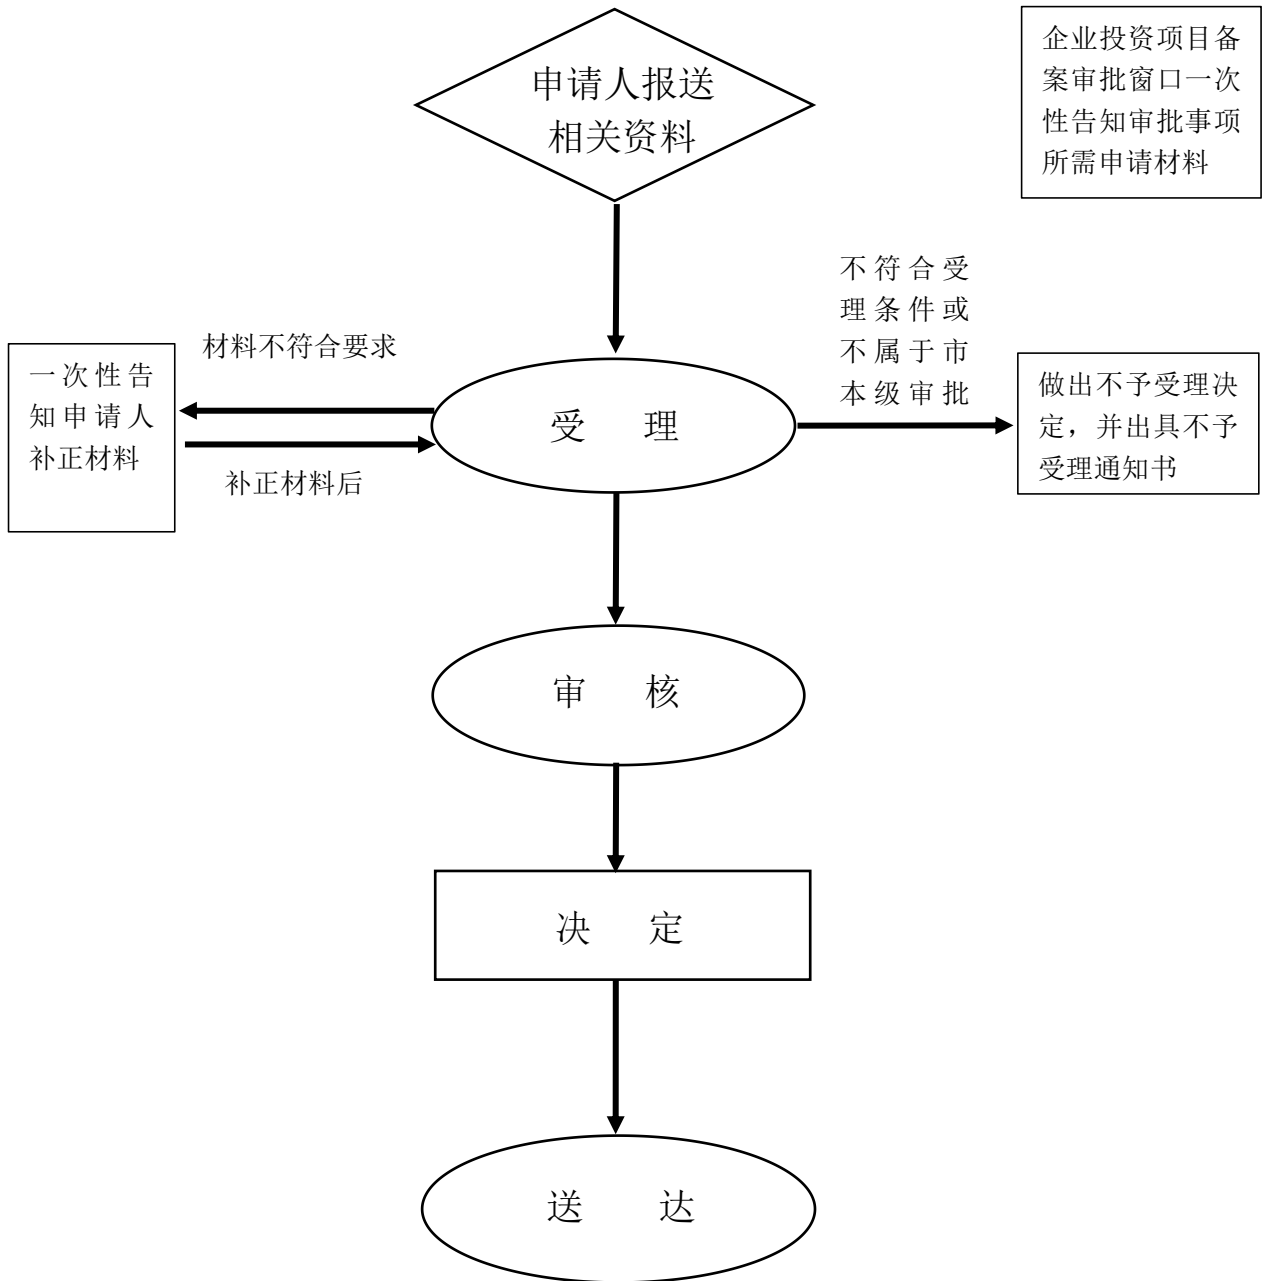 申请人报送
相关资料
企业投资项目备
案审批窗口一次
性告知审批事项
所需申请材料
不符合受
理条件或
不属于市
本级审批
材料不符合要求
一次性告
知申请人
补正材料
受 理
做出不予受理决
定，并出具不予
受理通知书
补正材料后
审 核
决 定
送 达